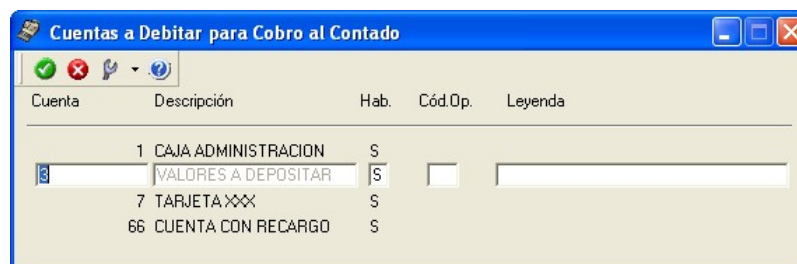 Cuentas a Debitar para Cobro al Contado
Cuenta Descripción Hab. Cód.Op. Leyenda
1 CAJA ADMINISTRACION S
3 VALORES A DEPOSITAR S
7 TARJETA XXX S
66 CUENTA CON RECARGO S